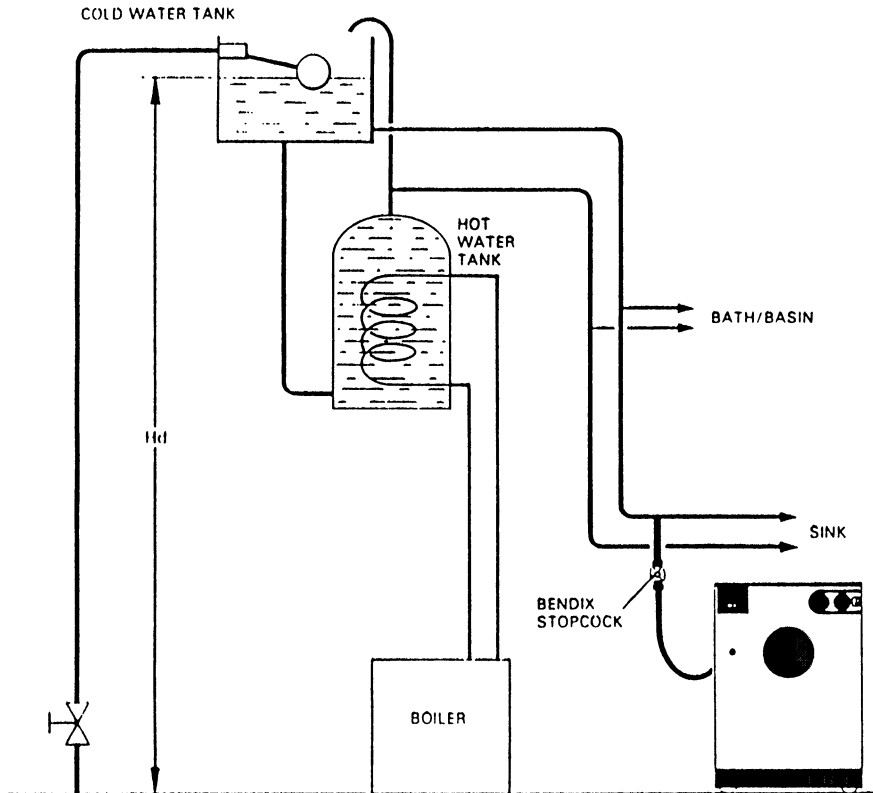 COLD WATER TANK
HOT
WATER
TANK
BATH/BASIN
Hd
SINK
BENDIX
STOPCOCK
BOILER